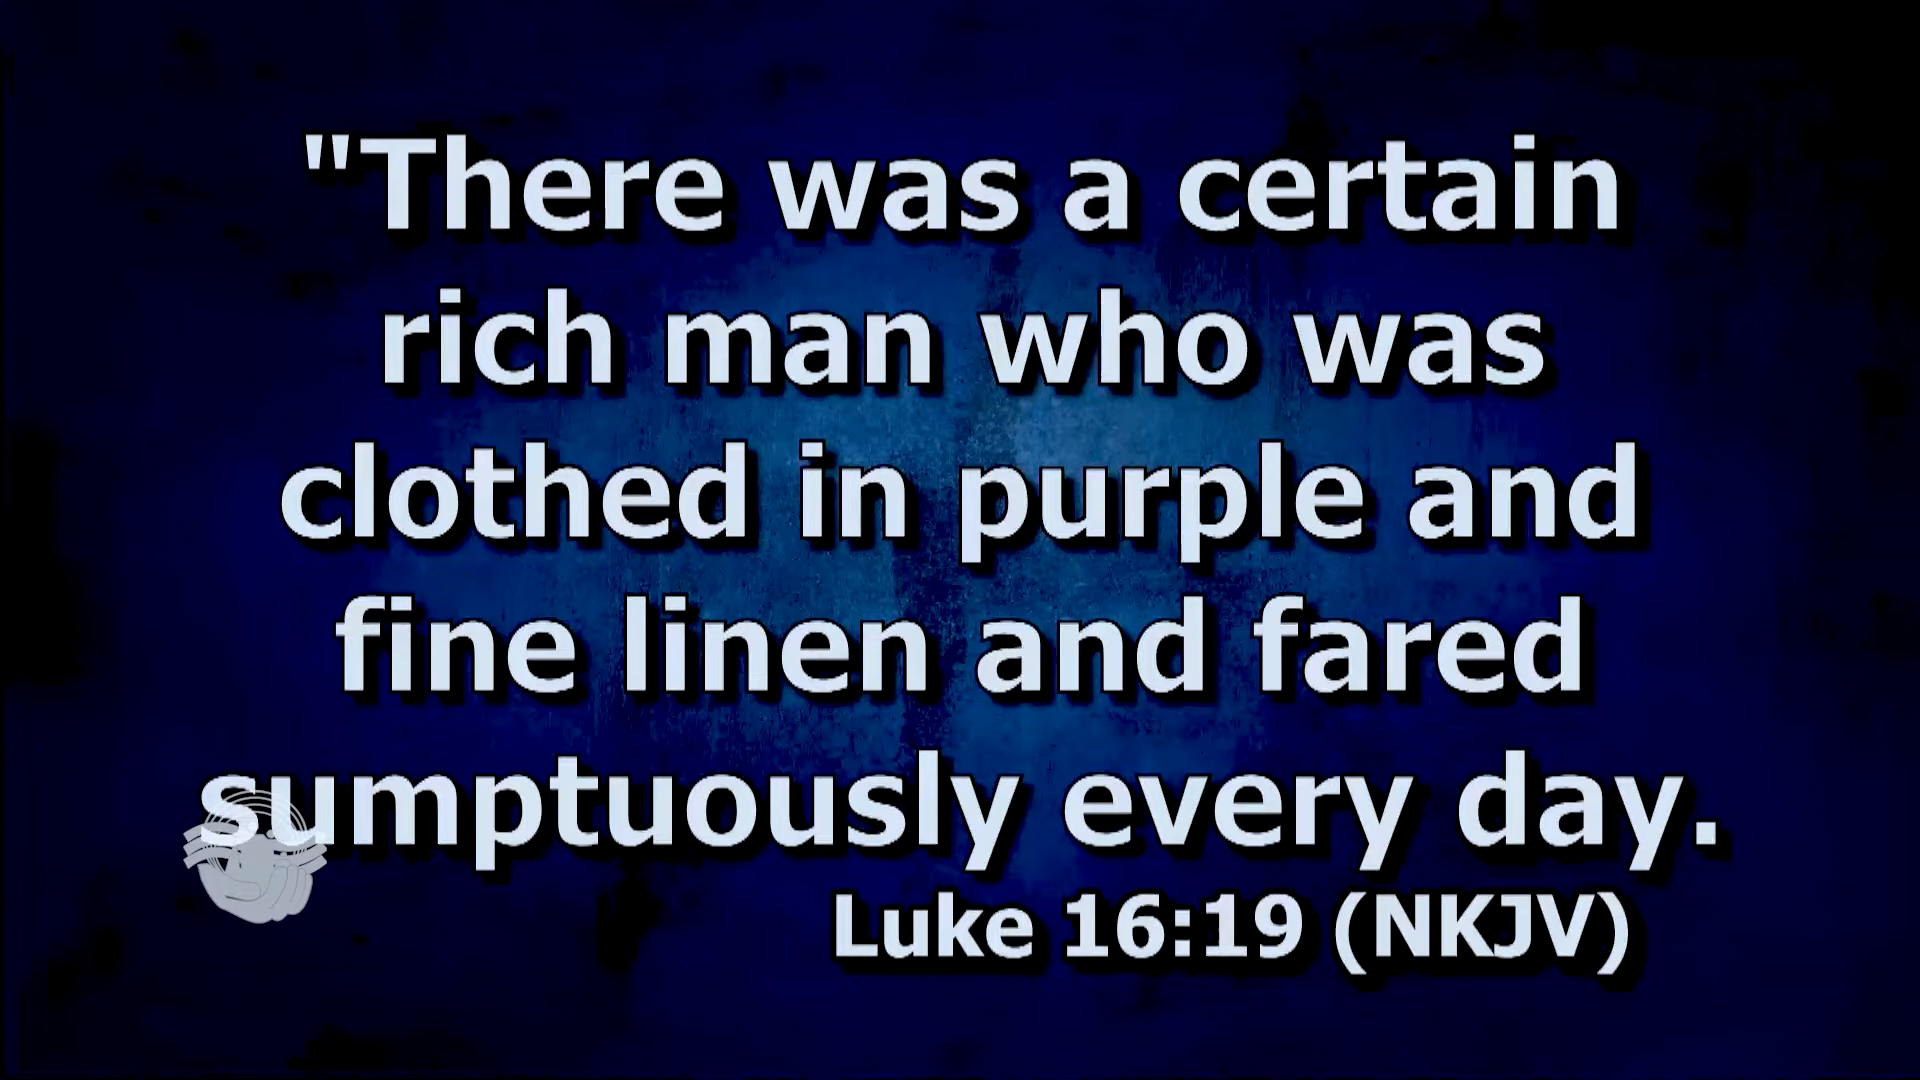 "There was a certain
rich man who was
clothed in purple and
fine linen and fared
sumptuously every day.
Luke 16:19 (NKJV)